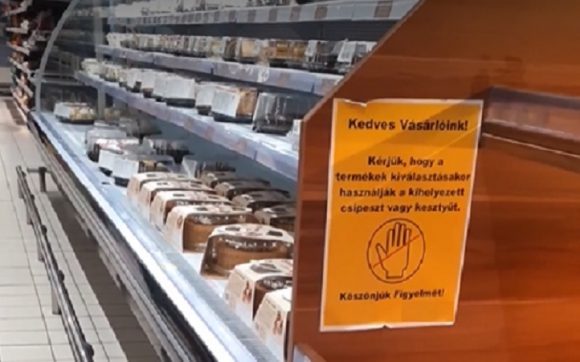 Kedves Vásárlóink!
Kérjük, hogy a
termékek kiválasztásakor
használják a kihelyezett
csipeszt vagy kesztyűt.
Köszönjük Figyelmét!